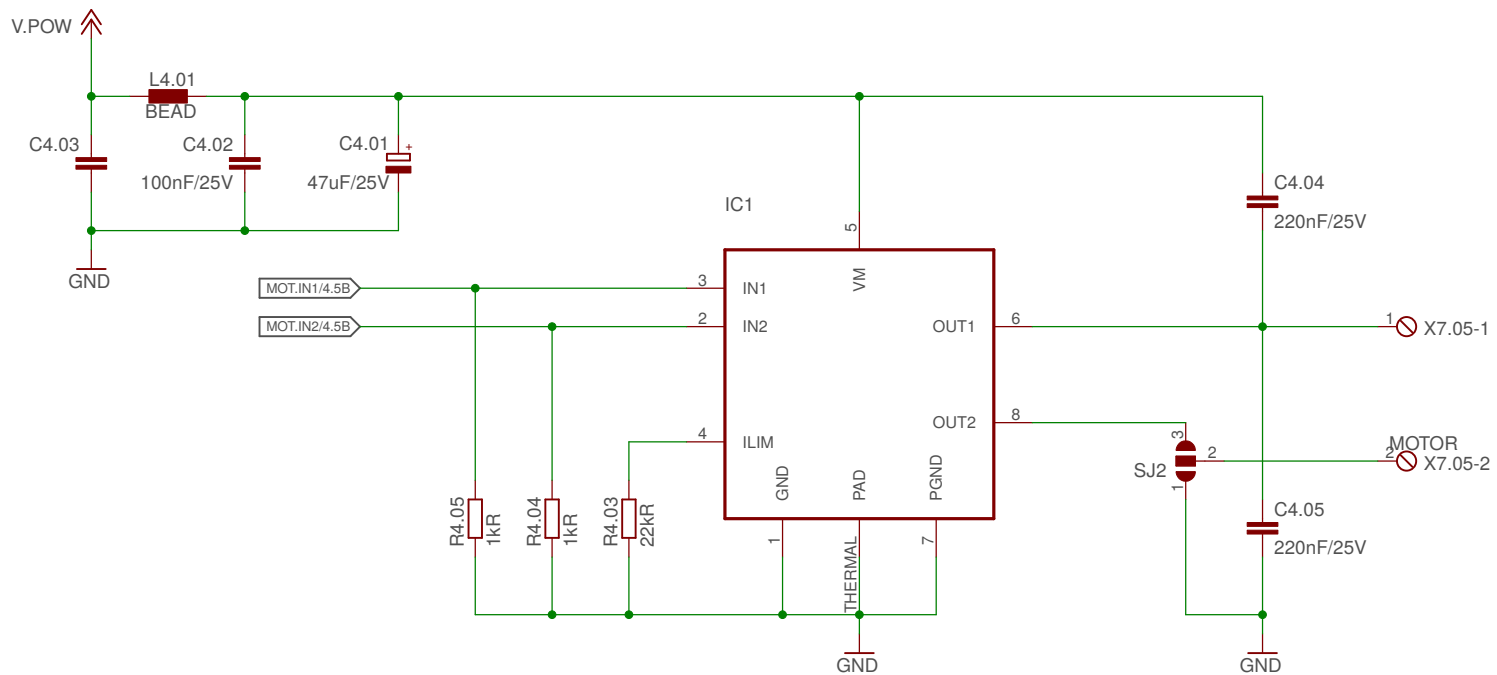 V.POW
L4.01
BEAD
C4.03
C4.02
100nF/25V
C4.01
+
47uF/25V
GND
C4.04
220nF/25V
IC1
5
VM
MOT.IN1/4.5B
3
IN1
MOT.IN2/4.5B
2
IN2
OUT1
6
1
X7.05-1
OUT2
8
4
ILIM
3
SJ2
2
1
MOTOR
2
X7.05-2
GND
PAD
PGND
R4.05
1kR
R4.04
1kR
R4.03
22kR
1
THERMAL
7
C4.05
220nF/25V
GND
GND